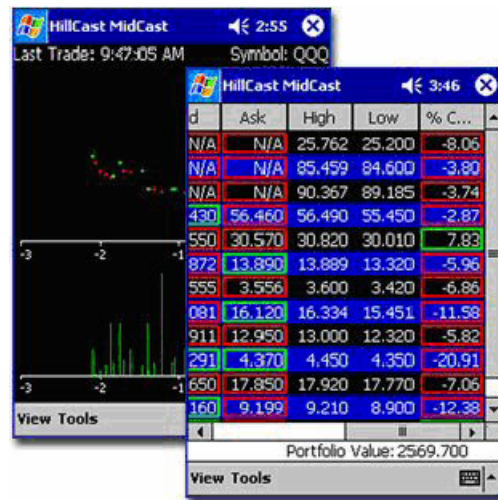 HillCast MidCast 2:55
Last Trade: 9:47:05 AM Symbol: QQQ
-3 -2 -1
-3 -2 -1
View Tools
HillCast MidCast 3:46
d Ask High Low % C...
N/A N/A 25.762 25.200 -8.06
N/A N/A 85.459 84.600 -3.80
N/A N/A 90.367 89.185 -3.74
430 56.460 56.490 55.450 -2.87
550 30.570 30.820 30.010 7.83
872 13.890 13.889 13.320 -5.96
555 3.556 3.600 3.420 -6.86
081 16.120 16.334 15.451 -11.58
911 12.950 13.000 12.320 -5.82
291 4.370 4.450 4.350 -20.91
650 17.850 17.920 17.770 -7.06
160 9.199 9.210 8.900 -12.38
Portfolio Value: 2569.700
View Tools